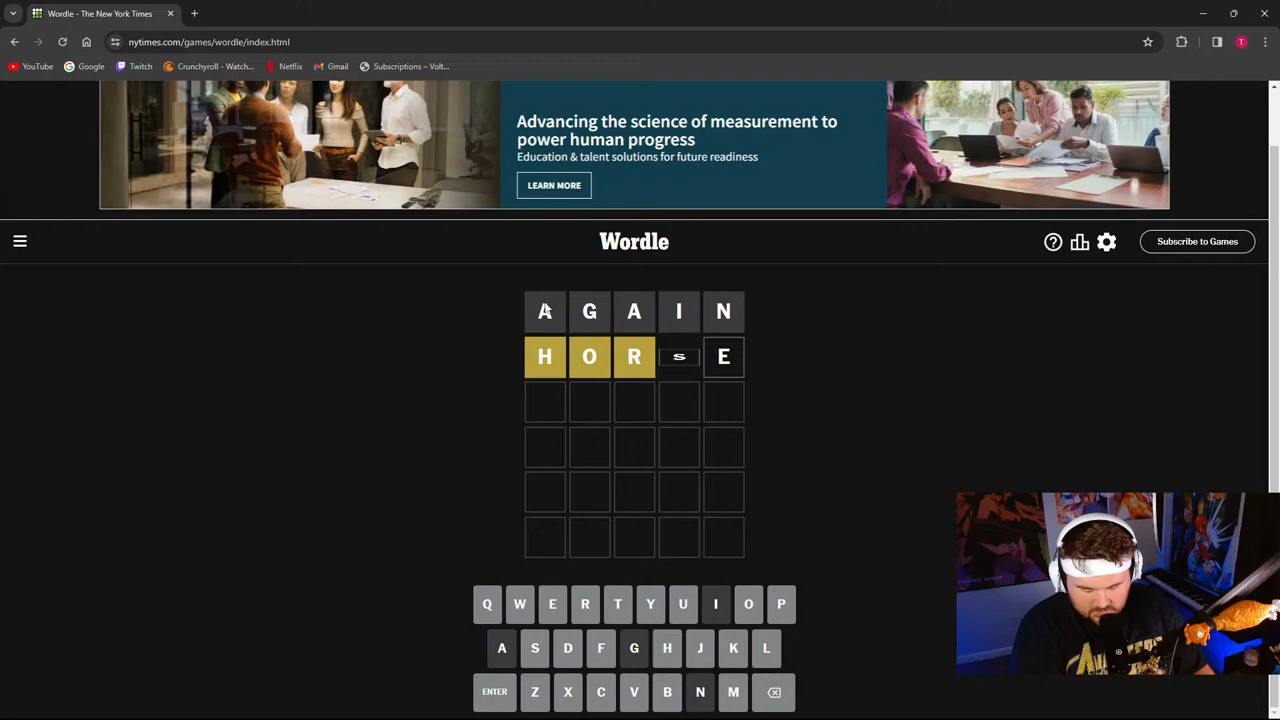 Wordle - The New York Times
nytimes.com/games/wordle/index.html
T
YouTube Google Twitch Crunchyroll - Watch... Netflix Gmail Subscriptions – Volt...
Advancing the science of measurement to
power human progress
Education & talent solutions for future readiness
LEARN MORE
Wordle
Subscribe to Games
A G A I N
H O R S E
Q W E R T Y U I O P
A S D F G H J K L
ENTER Z X C V B N M